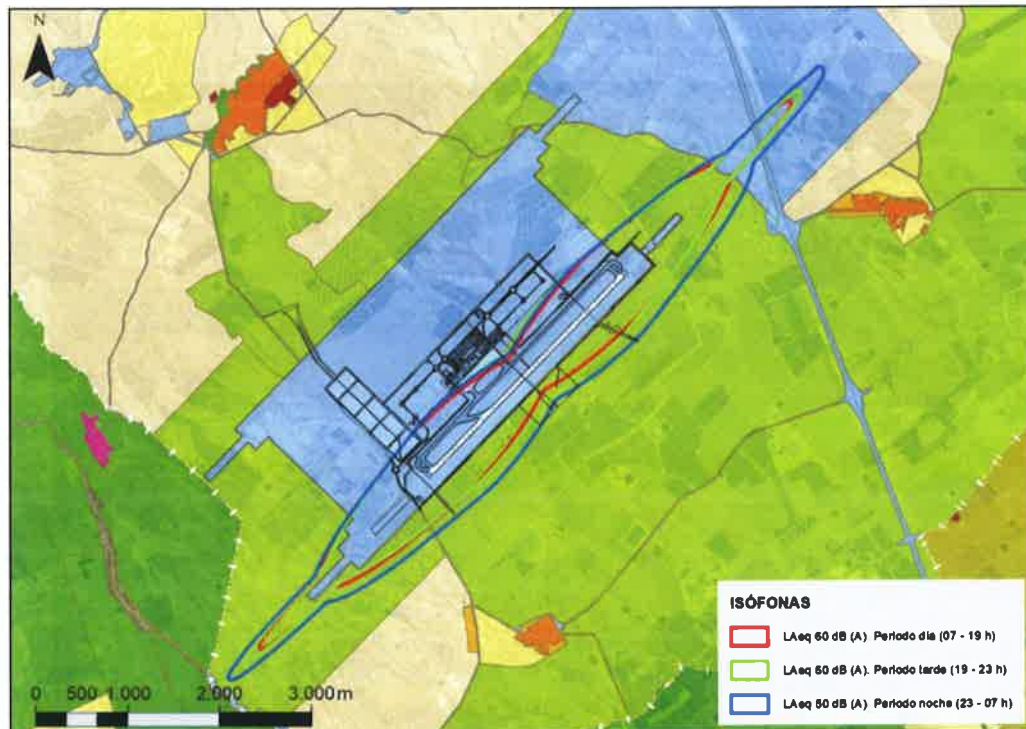 N
0 500 1.000 2.000 3.000 m
ISÓFONAS
LAeq 60 dB (A). Periodo día (07 - 19 h)
LAeq 60 dB (A). Periodo tarde (19 - 23 h)
LAeq 50 dB (A). Periodo noche (23 - 07 h)